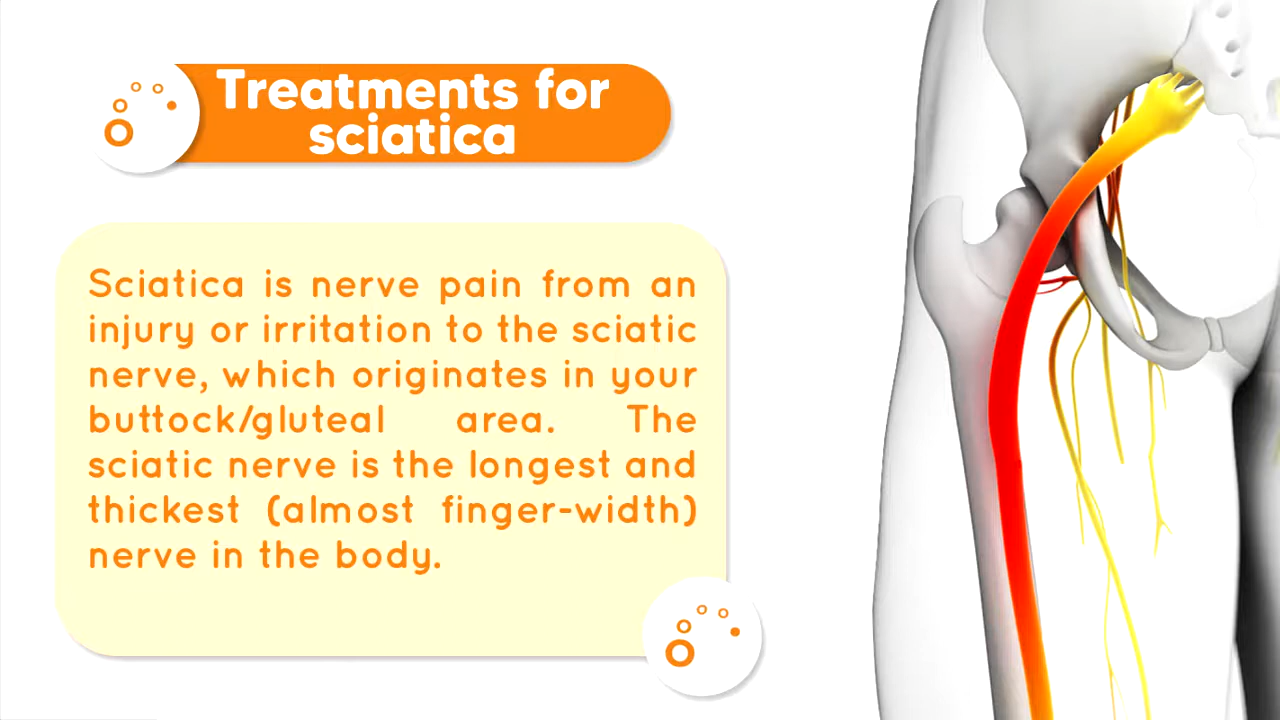 Treatments for
sciatica
Sciatica is nerve pain from an
injury or irritation to the sciatic
nerve, which originates in your
buttock/gluteal area. The
sciatic nerve is the longest and
thickest (almost finger-width)
nerve in the body.